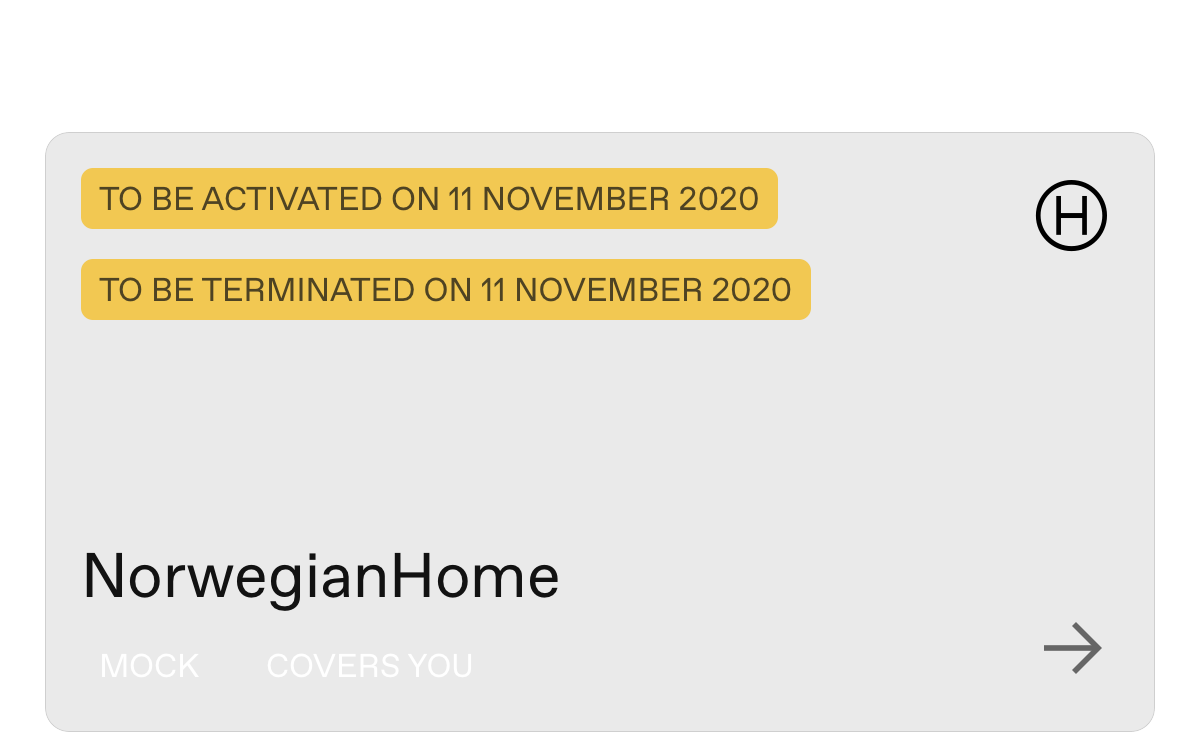 TO BE ACTIVATED ON 11 NOVEMBER 2020
H
TO BE TERMINATED ON 11 NOVEMBER 2020
NorwegianHome
MOCK COVERS YOU